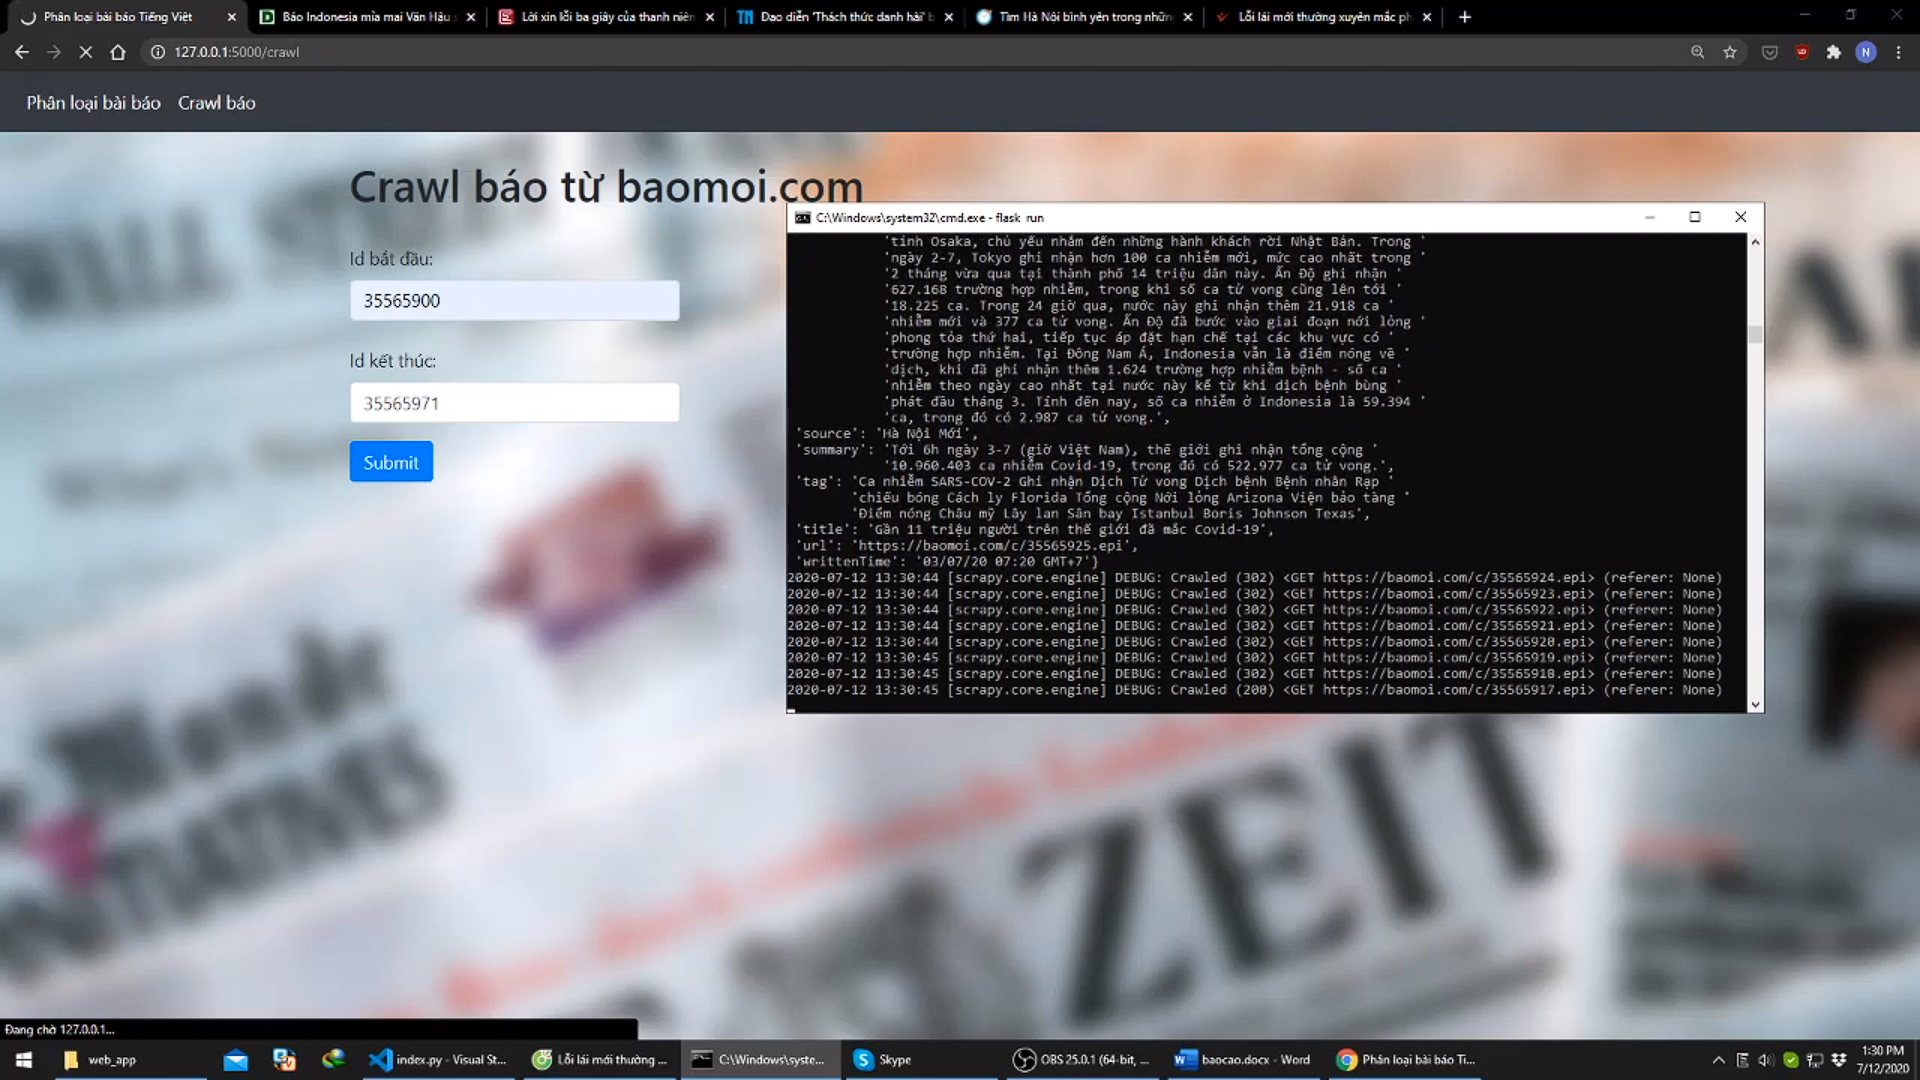 Phân loại bài báo Tiếng Việt
Báo Indonesia mỉa mai Văn Hậu
Lời xin lỗi ba giây của thanh niên
Đạo diễn 'Thách thức danh hài'
Tìm Hà Nội bình yên trong những
Lỗi lái mới thường xuyên mắc
127.0.0.1:5000/crawl
N
Phân loại bài báo Crawl báo
Crawl báo từ baomoi.com
Id bắt đầu:
35565900
Id kết thúc:
35565971
Submit
C:\Windows\system32\cmd.exe - flask run
'tỉnh Osaka, chủ yếu nhắm đến những hành khách rời Nhật Bản. Trong '
'ngày 2-7, Tokyo ghi nhận hơn 100 ca nhiễm mới, mức cao nhất trong '
'2 tháng vừa qua tại thành phố 14 triệu dân này. Ấn Độ ghi nhận '
'627.168 trường hợp nhiễm, trong khi số ca tử vong cũng lên tới '
'18.225 ca. Trong 24 giờ qua, nước này ghi nhận thêm 21.918 ca '
'nhiễm mới và 377 ca tử vong. Ấn Độ đã bước vào giai đoạn nới lỏng '
'phong tỏa thứ hai, tiếp tục áp đặt hạn chế tại các khu vực có '
'trường hợp nhiễm. Tại Đông Nam Á, Indonesia vẫn là điểm nóng về '
'dịch, khi đã ghi nhận thêm 1.624 trường hợp nhiễm bệnh - số ca '
'nhiễm theo ngày cao nhất tại nước này kể từ khi dịch bệnh bùng '
'phát đầu tháng 3. Tính đến nay, số ca nhiễm ở Indonesia là 59.394 '
'ca, trong đó có 2.987 ca tử vong.',
'source': 'Hà Nội Mới',
'summary': 'Tới 6h ngày 3-7 (giờ Việt Nam), thế giới ghi nhận tổng cộng '
'10.960.403 ca nhiễm Covid-19, trong đó có 522.977 ca tử vong.',
'tag': 'Ca nhiễm SARS-COV-2 Ghi nhận Dịch Tử vong Dịch bệnh Bệnh nhân Rạp '
'chiếu bóng Cách ly Florida Tổng cộng Nới lỏng Arizona Viện bảo tàng '
'Điểm nóng Châu mỹ Lây lan Sân bay Istanbul Boris Johnson Texas',
'title': 'Gần 11 triệu người trên thế giới đã mắc Covid-19',
'url': 'https://baomoi.com/c/35565925.epi',
'writtenTime': '03/07/20 07:20 GMT+7'}
2020-07-12 13:30:44 [scrapy.core.engine] DEBUG: Crawled (302) <GET https://baomoi.com/c/35565924.epi> (referer: None)
2020-07-12 13:30:44 [scrapy.core.engine] DEBUG: Crawled (302) <GET https://baomoi.com/c/35565923.epi> (referer: None)
2020-07-12 13:30:44 [scrapy.core.engine] DEBUG: Crawled (302) <GET https://baomoi.com/c/35565922.epi> (referer: None)
2020-07-12 13:30:44 [scrapy.core.engine] DEBUG: Crawled (302) <GET https://baomoi.com/c/35565921.epi> (referer: None)
2020-07-12 13:30:44 [scrapy.core.engine] DEBUG: Crawled (302) <GET https://baomoi.com/c/35565920.epi> (referer: None)
2020-07-12 13:30:45 [scrapy.core.engine] DEBUG: Crawled (302) <GET https://baomoi.com/c/35565919.epi> (referer: None)
2020-07-12 13:30:45 [scrapy.core.engine] DEBUG: Crawled (302) <GET https://baomoi.com/c/35565918.epi> (referer: None)
2020-07-12 13:30:45 [scrapy.core.engine] DEBUG: Crawled (200) <GET https://baomoi.com/c/35565917.epi> (referer: None)
ZEIT
Đang chờ 127.0.0.1...
web_app
index.py - Visual St...
Lỗi lái mới thường ...
C:\Windows\syste...
Skype
OBS 25.0.1 (64-bit, ...
baocao.docx - Word
Phân loại bài báo Ti...
1:30 PM
7/12/2020